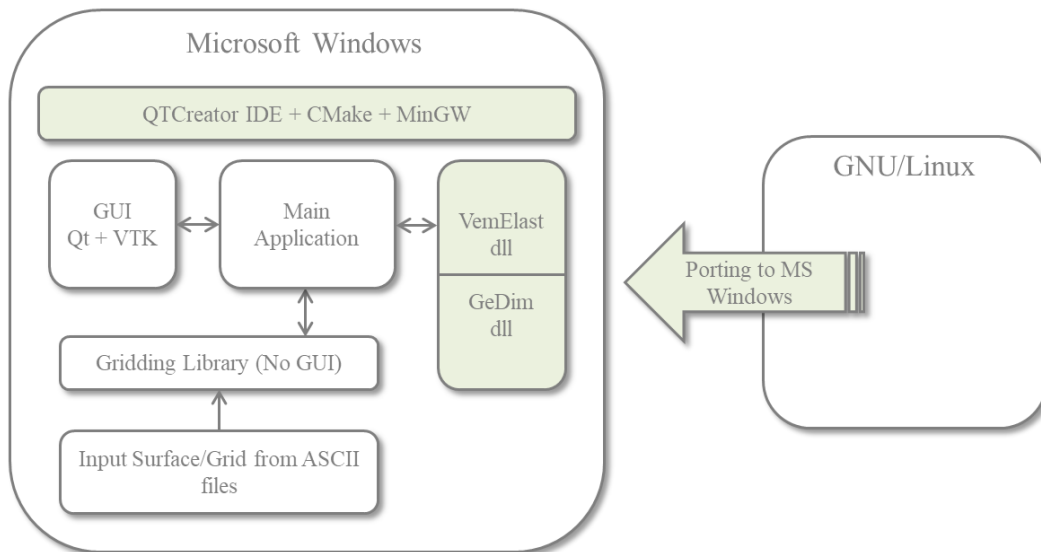 Microsoft Windows
QTCreator IDE + CMake + MinGW
GUI
Qt + VTK
Main
Application
VemElast
dll
GeDim
dll
Gridding Library (No GUI)
Input Surface/Grid from ASCII
files
GNU/Linux
Porting to MS
Windows